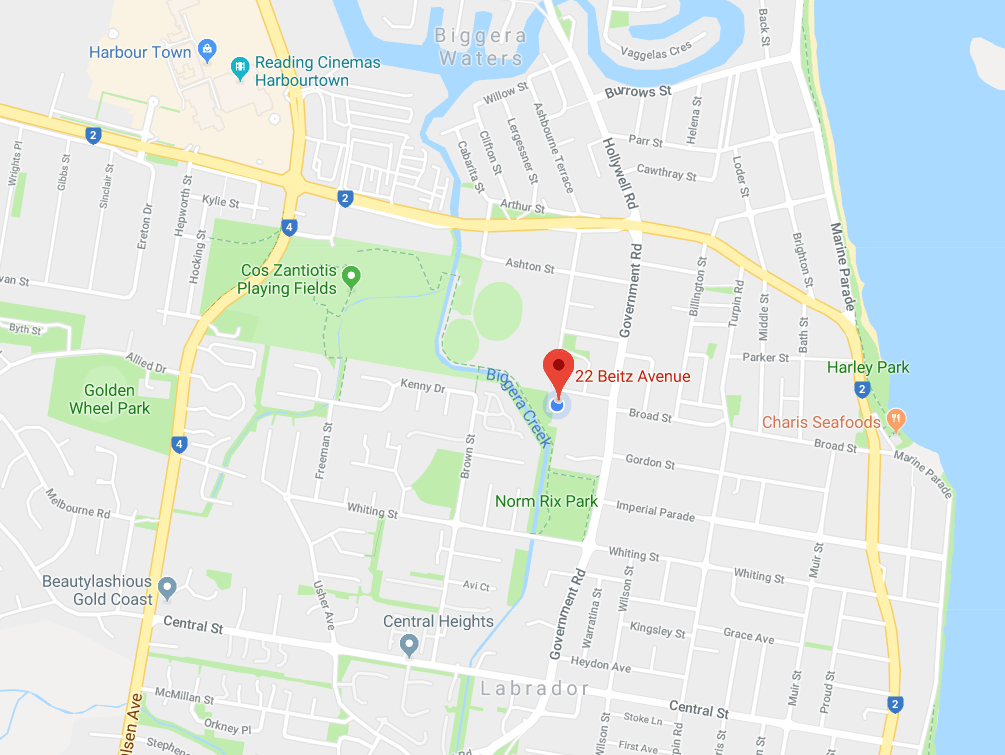 Biggera
Waters
Back St
Vaggelas Cres
Harbour Town
Reading Cinemas
Harbourtown
Willow St
Burrows St
Ashbourne Terrace
Lergessner St
Clifton St
Cabarita St
Helena St
Parr St
Cawthray St
Loder St
Hollywell Rd
2
Wrights Pl
Gibbs St
Sinclair St
Hepworth St
Kylie St
2
Arthur St
Ereton Dr
4
Hocking St
Marine Parade
Brighton St
Government Rd
Ashton St
Billington St
Turpin Rd
Middle St
Bath St
Cos Zantiotis
Playing Fields
van St
Byth St
Allied Dr
Parker St
Harley Park
22 Beitz Avenue
Biggera Creek
Golden
Wheel Park
Kenny Dr
2
Broad St
Charis Seafoods
Broad St
Marine Parade
4
Freeman St
Brown St
Gordon St
Norm Rix Park
Imperial Parade
Melbourne Rd
Whiting St
Whiting St
Whiting St
Muir St
Beautylashious
Gold Coast
Usher Ave
Avi Ct
Government Rd
Warratina St
Wilson St
Central Heights
Central St
Kingsley St
Grace Ave
Heydon Ave
Labrador
Muir St
Proud St
McMillan St
Orkney Pl
Central St
2
Stoke Ln
First Ave
Wilson St
Turpin Rd
Muir St
Olsen Ave
Stephens